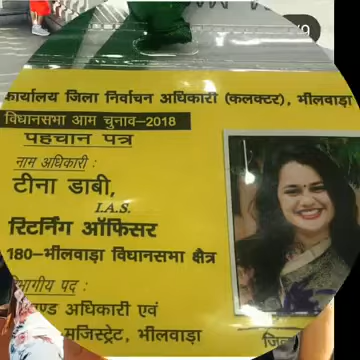 कार्यालय जिला निर्वाचन अधिकारी (कलक्टर), भीलवाड़ा
विधानसभा आम चुनाव–2018
पहचान पत्र
नाम अधिकारी :
टीना डाबी,
I.A.S.
रिटर्निंग ऑफिसर
180–भीलवाड़ा विधानसभा क्षैत्र
पद :
अधिकारी एवं
मजिस्ट्रेट, भीलवाड़ा